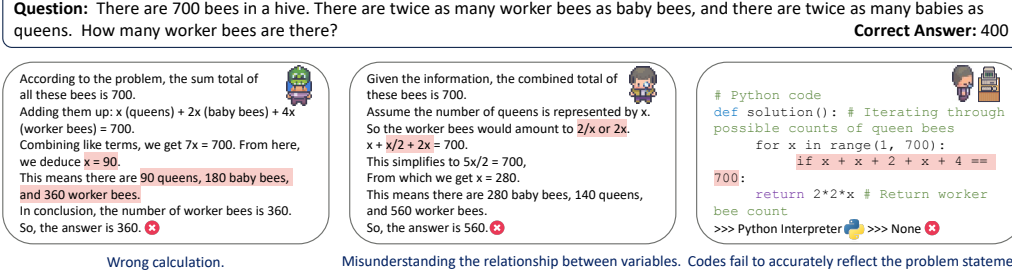 Question: There are 700 bees in a hive. There are twice as many worker bees as baby bees, and there are twice as many babies as
queens. How many worker bees are there? Correct Answer: 400
According to the problem, the sum total of
all these bees is 700.
Adding them up: x (queens) + 2x (baby bees) + 4x
(worker bees) = 700.
Combining like terms, we get 7x = 700. From here,
we deduce x = 90.
This means there are 90 queens, 180 baby bees,
and 360 worker bees.
In conclusion, the number of worker bees is 360.
So, the answer is 360.
Wrong calculation.
Given the information, the combined total of
these bees is 700.
Assume the number of queens is represented by x.
So the worker bees would amount to 2/x or 2x.
x + x/2 + 2x = 700.
This simplifies to 5x/2 = 700,
From which we get x = 280.
This means there are 280 baby bees, 140 queens,
and 560 worker bees.
So, the answer is 560.
Misunderstanding the relationship between variables.
# Python code
def solution(): # Iterating through
possible counts of queen bees
for x in range(1, 700):
if x + x + 2 + x + 4 ==
700:
return 2*2*x # Return worker
bee count
>>> Python Interpreter >>> None
Codes fail to accurately reflect the problem stateme